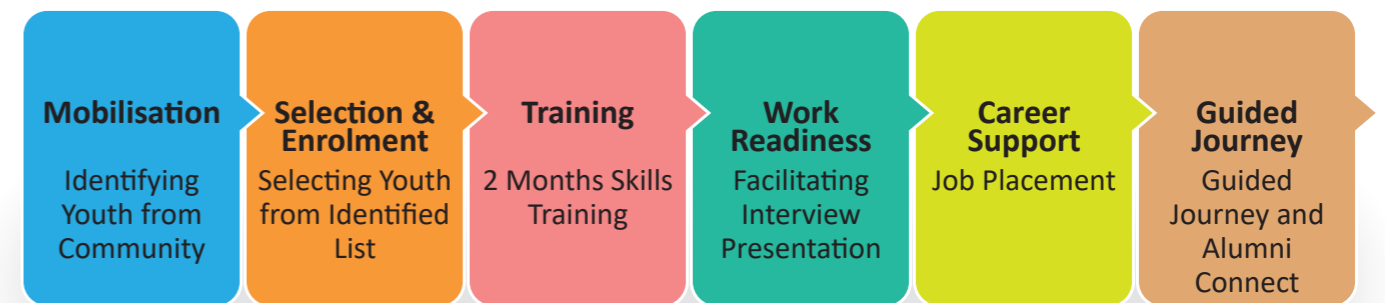 Mobilisation
Identifying
Youth from
Community
Selection &
Enrolment
Selecting Youth
from Identified
List
Training
2 Months Skills
Training
Work
Readiness
Facilitating
Interview
Presentation
Career
Support
Job Placement
Guided
Journey
Guided
Journey and
Alumni
Connect